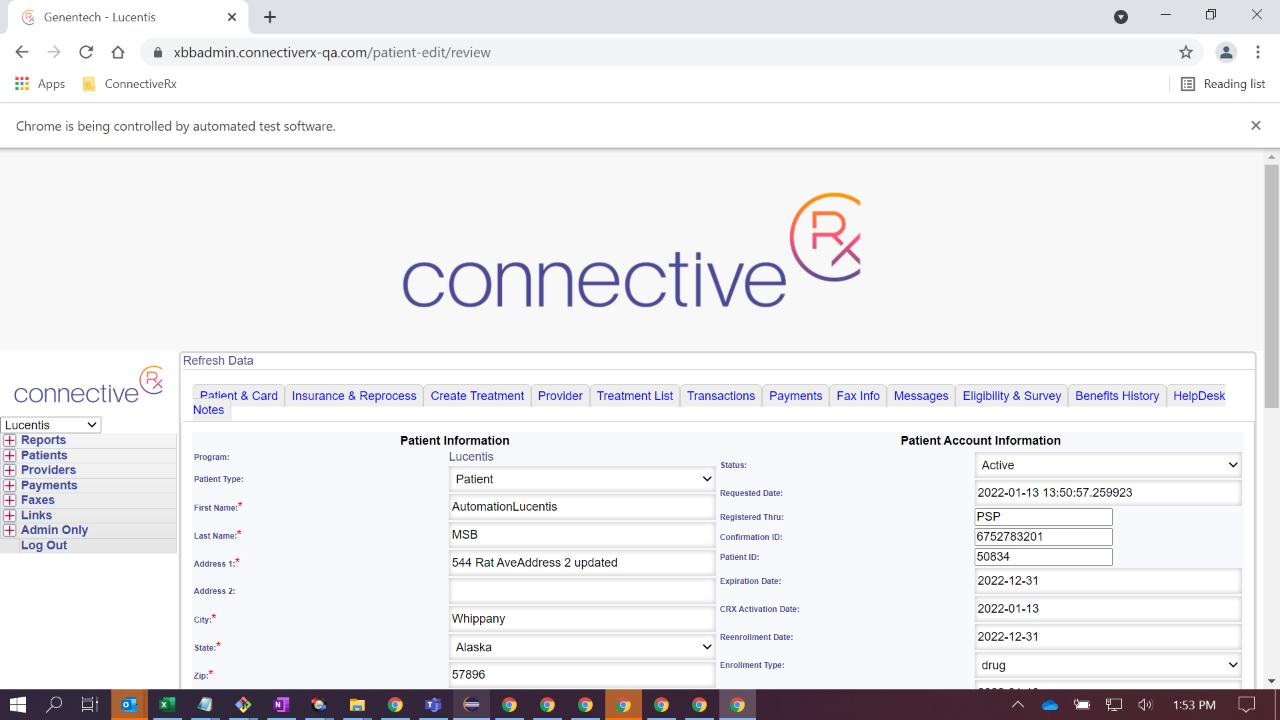 Genentech - Lucentis
xbbadmin.connectiverx-qa.com/patient-edit/review
Apps ConnectiveRx Reading list
Chrome is being controlled by automated test software.
connective Rx
connective Rx
Lucentis
Reports
Patients
Providers
Payments
Faxes
Links
Admin Only
Log Out
Refresh Data
Patient & Card Insurance & Reprocess Create Treatment Provider Treatment List Transactions Payments Fax Info Messages Eligibility & Survey Benefits History HelpDesk
Notes
Patient Information
Program: Lucentis
Patient Type: Patient
First Name:* AutomationLucentis
Last Name:* MSB
Address 1:* 544 Rat AveAddress 2 updated
Address 2:
City:* Whippany
State:* Alaska
Zip:* 57896
Patient Account Information
Status: Active
Requested Date: 2022-01-13 13:50:57.259923
Registered Thru: PSP
Confirmation ID: 6752783201
Patient ID: 50834
Expiration Date: 2022-12-31
CRX Activation Date: 2022-01-13
Reenrollment Date: 2022-12-31
Enrollment Type: drug
1:53 PM